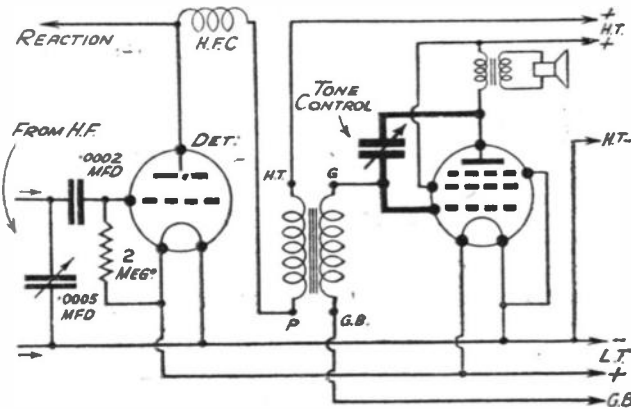 REACTION
H.F.C
+
H.T.
+
TONE
CONTROL
FROM H.F.
DET.
.0002
MFD
H.T.
G
H.T.-
2
MEG.
.0005
MFD
P
G.B.
-
L.T.
+
G.B